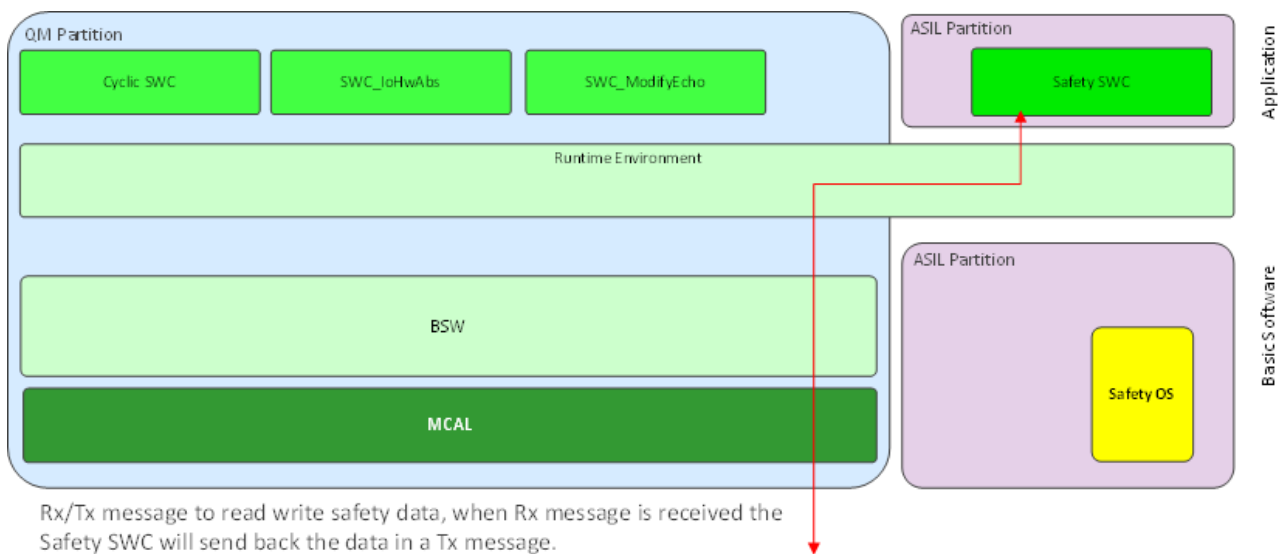 QM Partition
ASIL Partition
Cyclic SWC
SWC_IoHwAbs
SWC_ModifyEcho
Safety SWC
Application
Runtime Environment
ASIL Partition
BSW
Safety OS
Basic Software
MCAL
Rx/Tx message to read write safety data, when Rx message is received the
Safety SWC will send back the data in a Tx message.